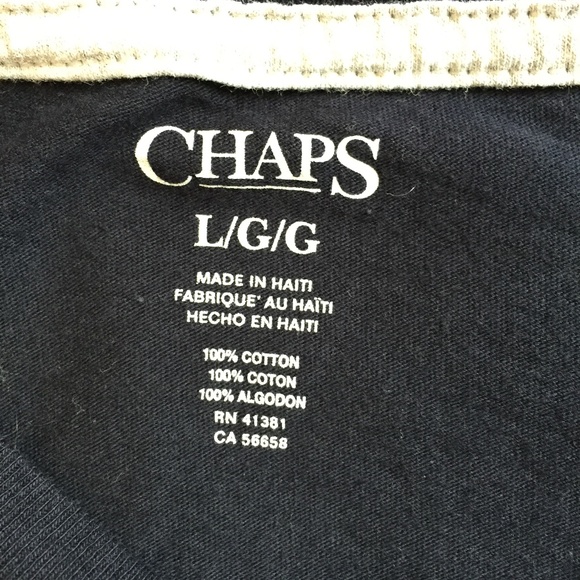 CHAPS
L/G/G
MADE IN HAITI
FABRIQUE' AU HAÏTI
HECHO EN HAITI
100% COTTON
100% COTON
100% ALGODON
RN 41381
CA 56658